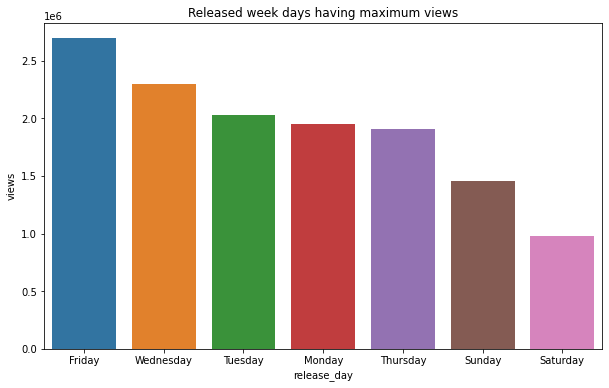 Released week days having maximum views
1e6
2.5
2.0
1.5
1.0
0.5
0.0
views
Friday Wednesday Tuesday Monday Thursday Sunday Saturday
release_day